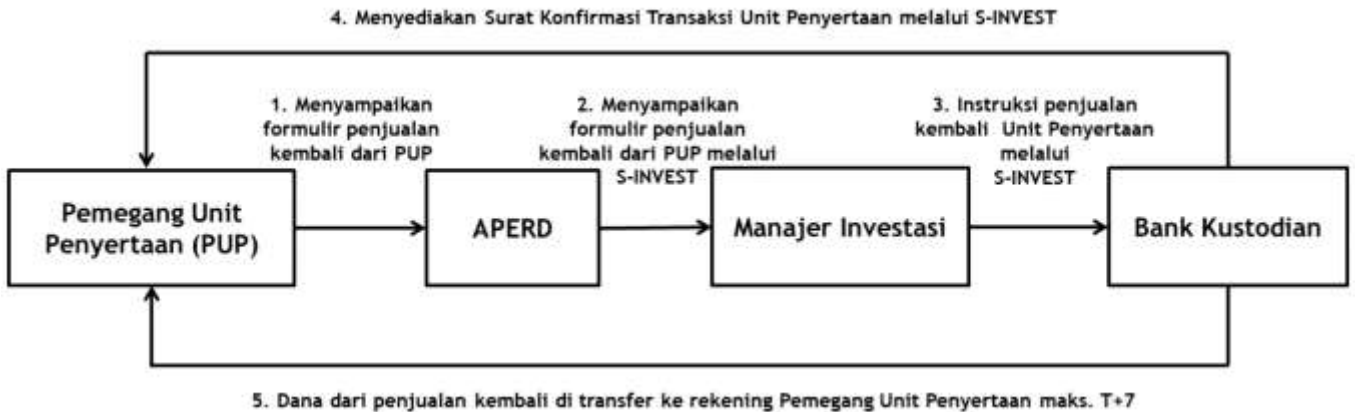 4. Menyediakan Surat Konfirmasi Transaksi Unit Penyertaan melalui S-INVEST
1. Menyampaikan
formulir penjualan
kembali dari PUP
2. Menyampaikan
formulir penjualan
kembali dari PUP melalui
S-INVEST
3. Instruksi penjualan
kembali Unit Penyertaan
melalui
S-INVEST
Pemegang Unit
Penyertaan (PUP)
APERD
Manajer Investasi
Bank Kustodian
5. Dana dari penjualan kembali di transfer ke rekening Pemegang Unit Penyertaan maks. T+7